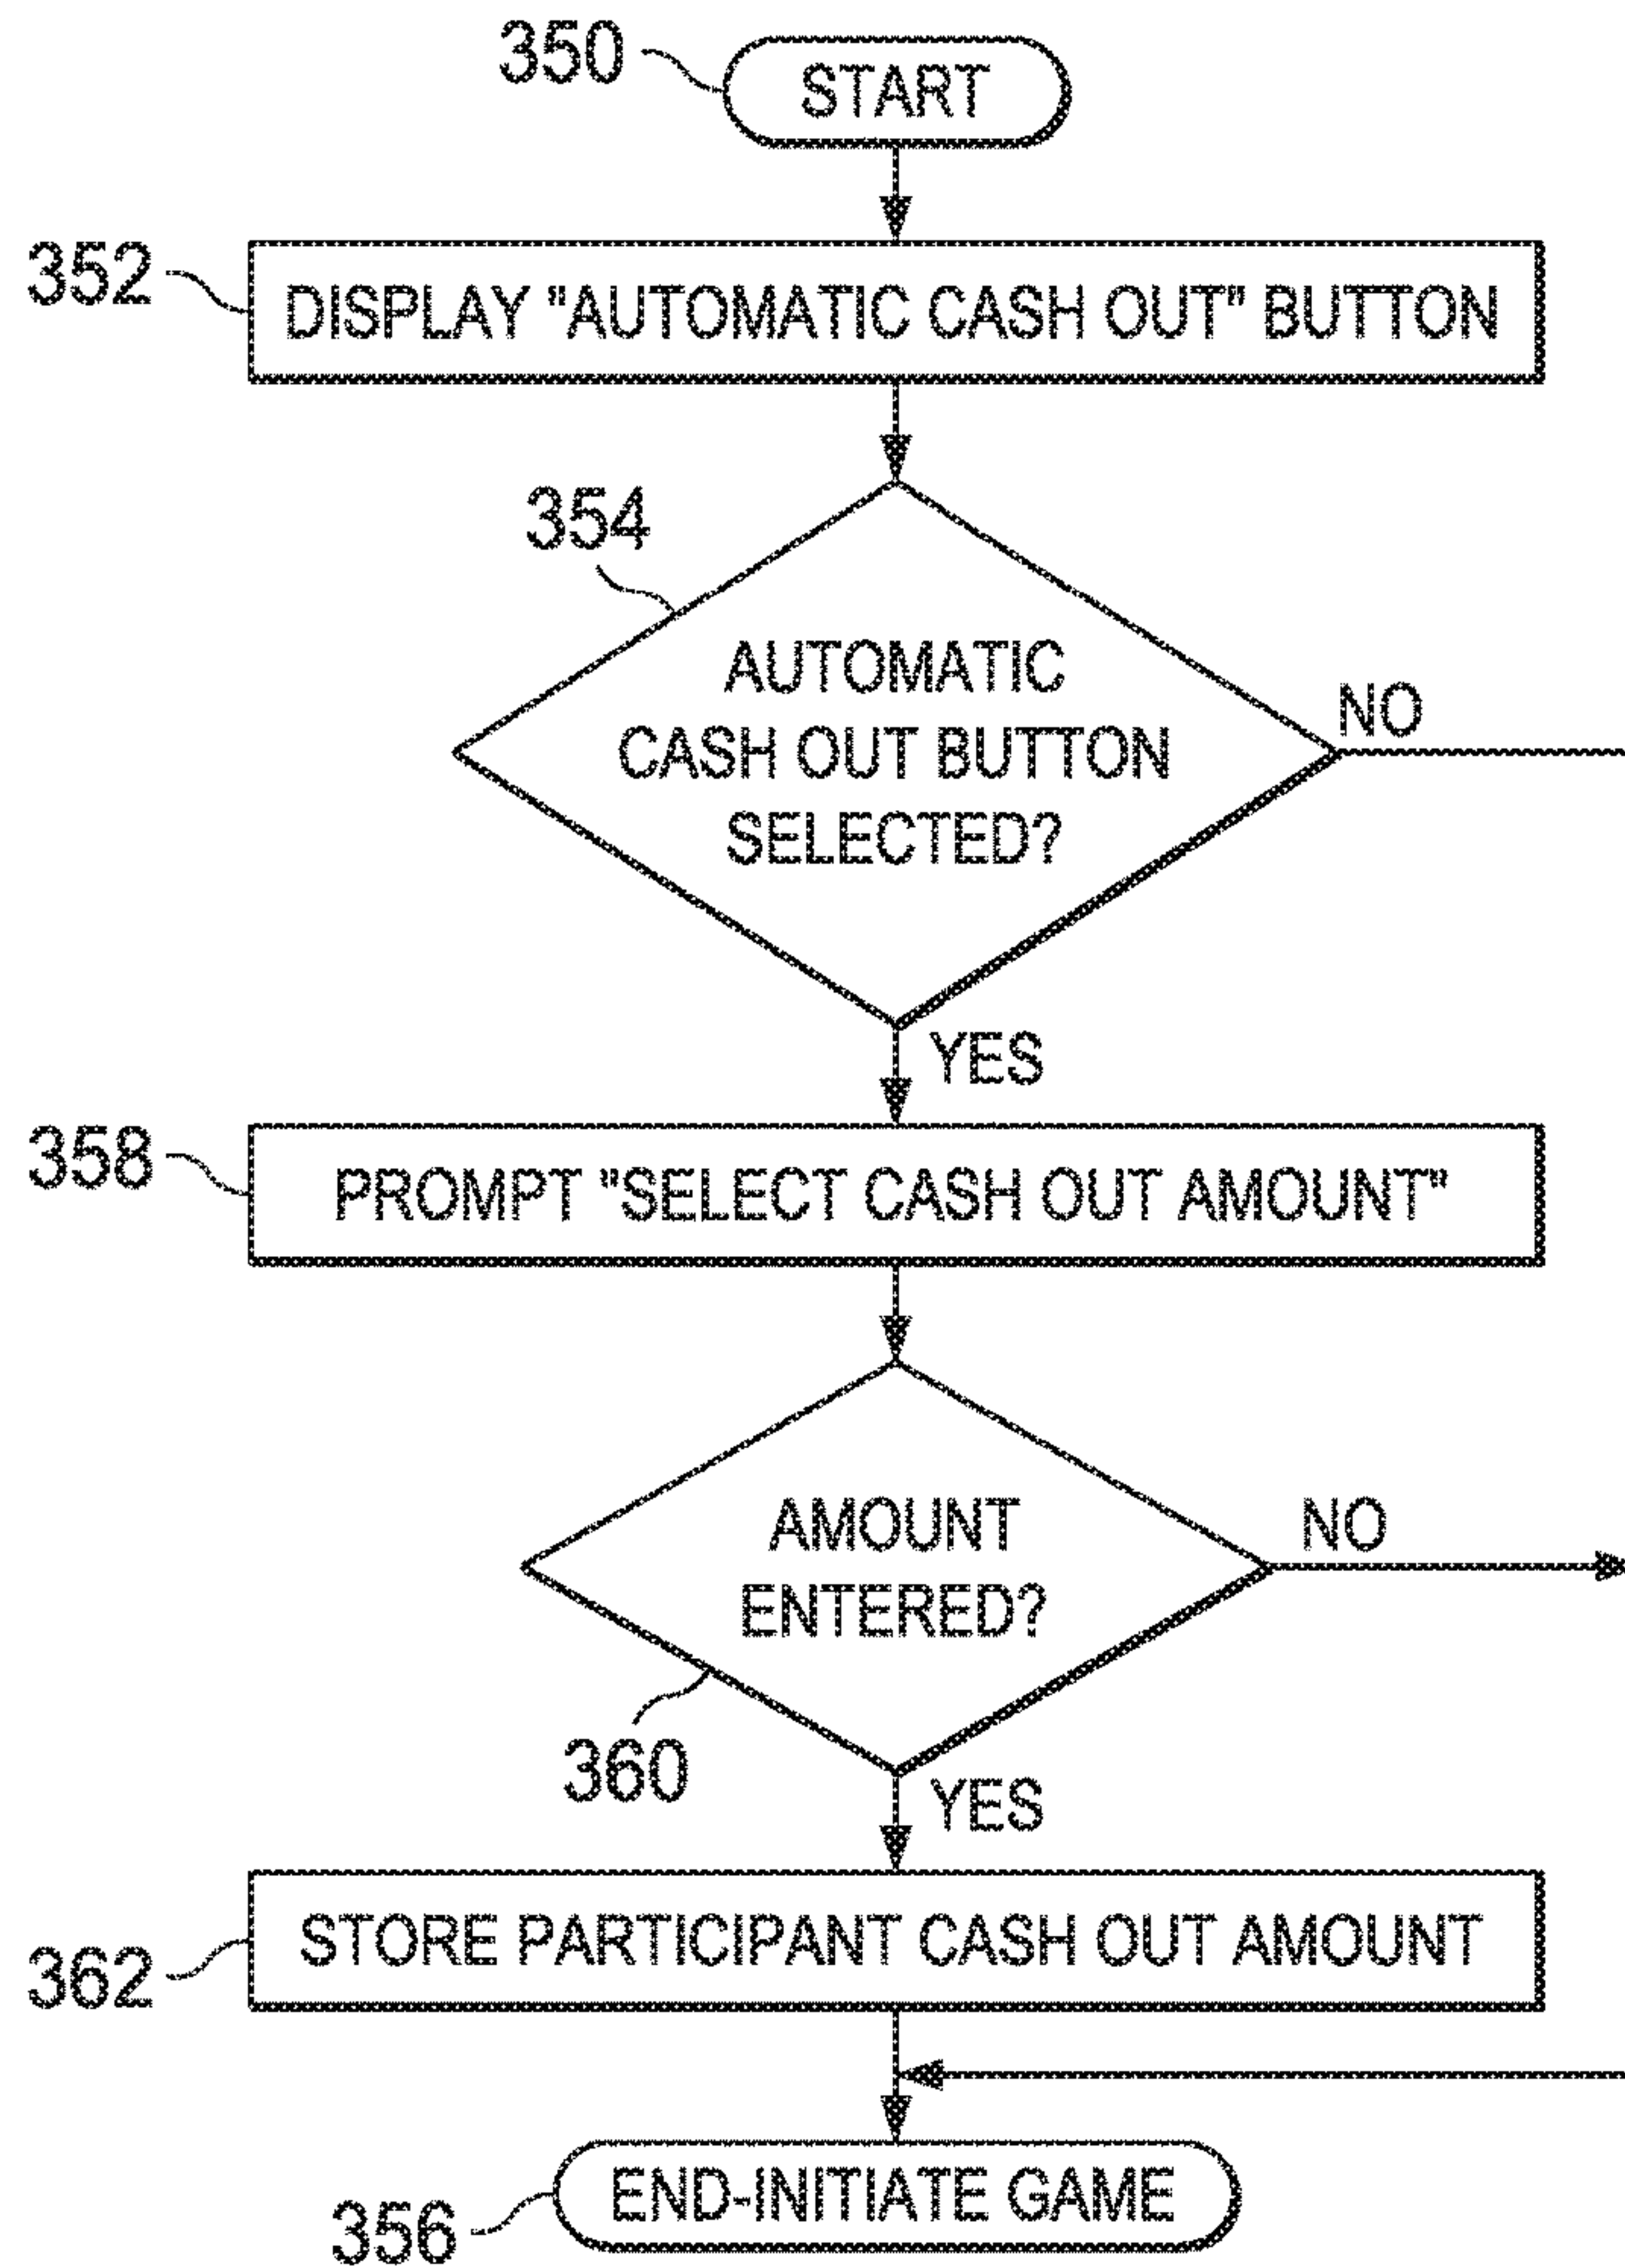 350
START
352
DISPLAY "AUTOMATIC CASH OUT" BUTTON
354
AUTOMATIC
CASH OUT BUTTON
SELECTED?
NO
YES
358
PROMPT "SELECT CASH OUT AMOUNT"
AMOUNT
ENTERED?
NO
360
YES
STORE PARTICIPANT CASH OUT AMOUNT
362
END-INITIATE GAME
356